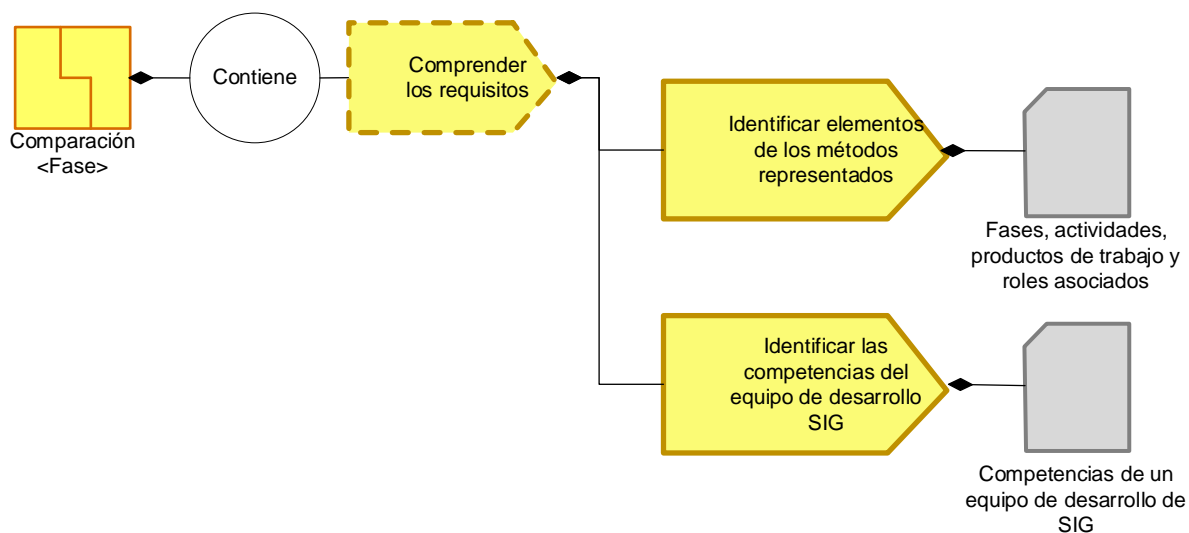 Comparación
<Fase>
Contiene
Comprender
los requisitos
Identificar elementos
de los métodos
representados
Fases, actividades,
productos de trabajo y
roles asociados
Identificar las
competencias del
equipo de desarrollo
SIG
Competencias de un
equipo de desarrollo de
SIG